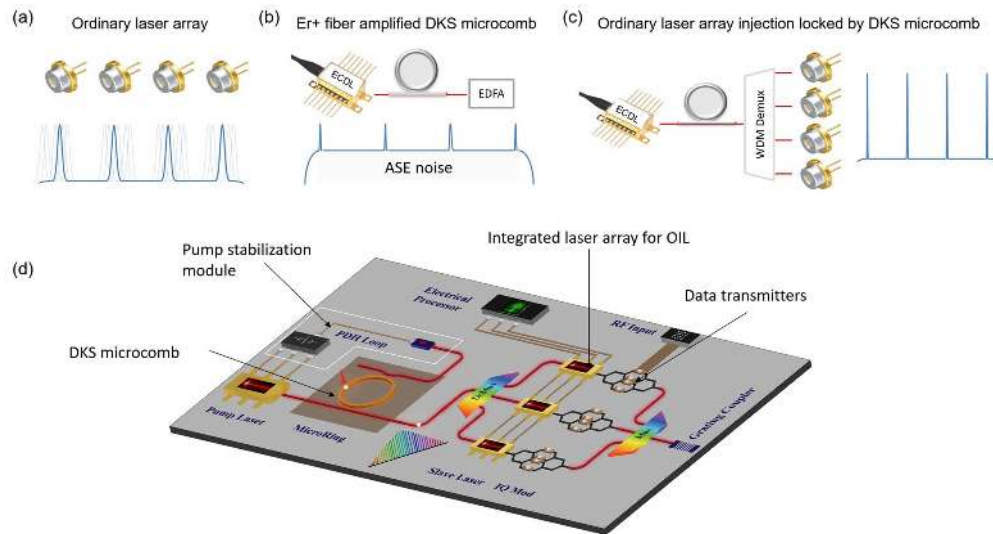 (a)
Ordinary laser array
(b)
Er+ fiber amplified DKS microcomb
ECDL
EDFA
ASE noise
(c)
Ordinary laser array injection locked by DKS microcomb
ECDL
WDM Demux
(d)
Pump stabilization
module
Integrated laser array for OIL
Data transmitters
DKS microcomb
Electrical
Processor
RF Input
PDH Loop
Pump Laser
MicroRing
Slave Laser
IQ Mod
Grating Coupler